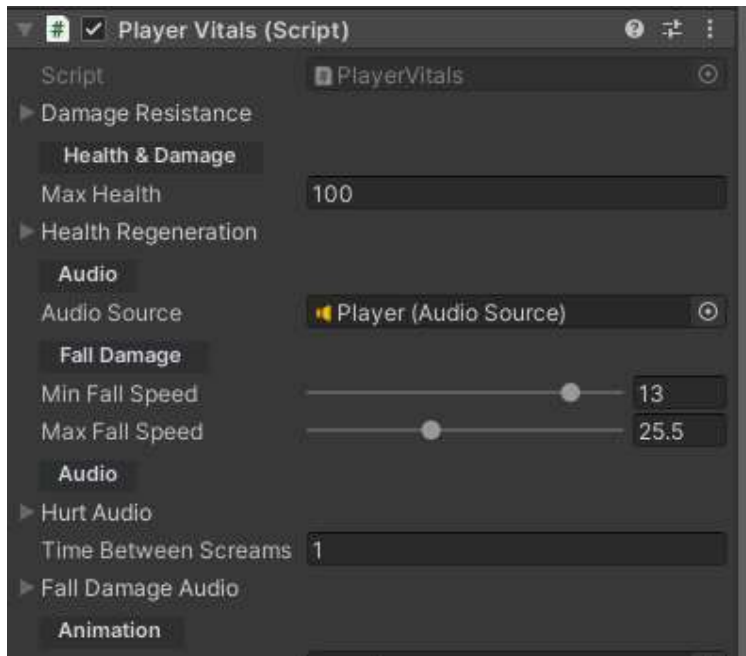 # Player Vitals (Script)
Script PlayerVitals
Damage Resistance
Health & Damage
Max Health 100
Health Regeneration
Audio
Audio Source Player (Audio Source)
Fall Damage
Min Fall Speed 13
Max Fall Speed 25.5
Audio
Hurt Audio
Time Between Screams 1
Fall Damage Audio
Animation